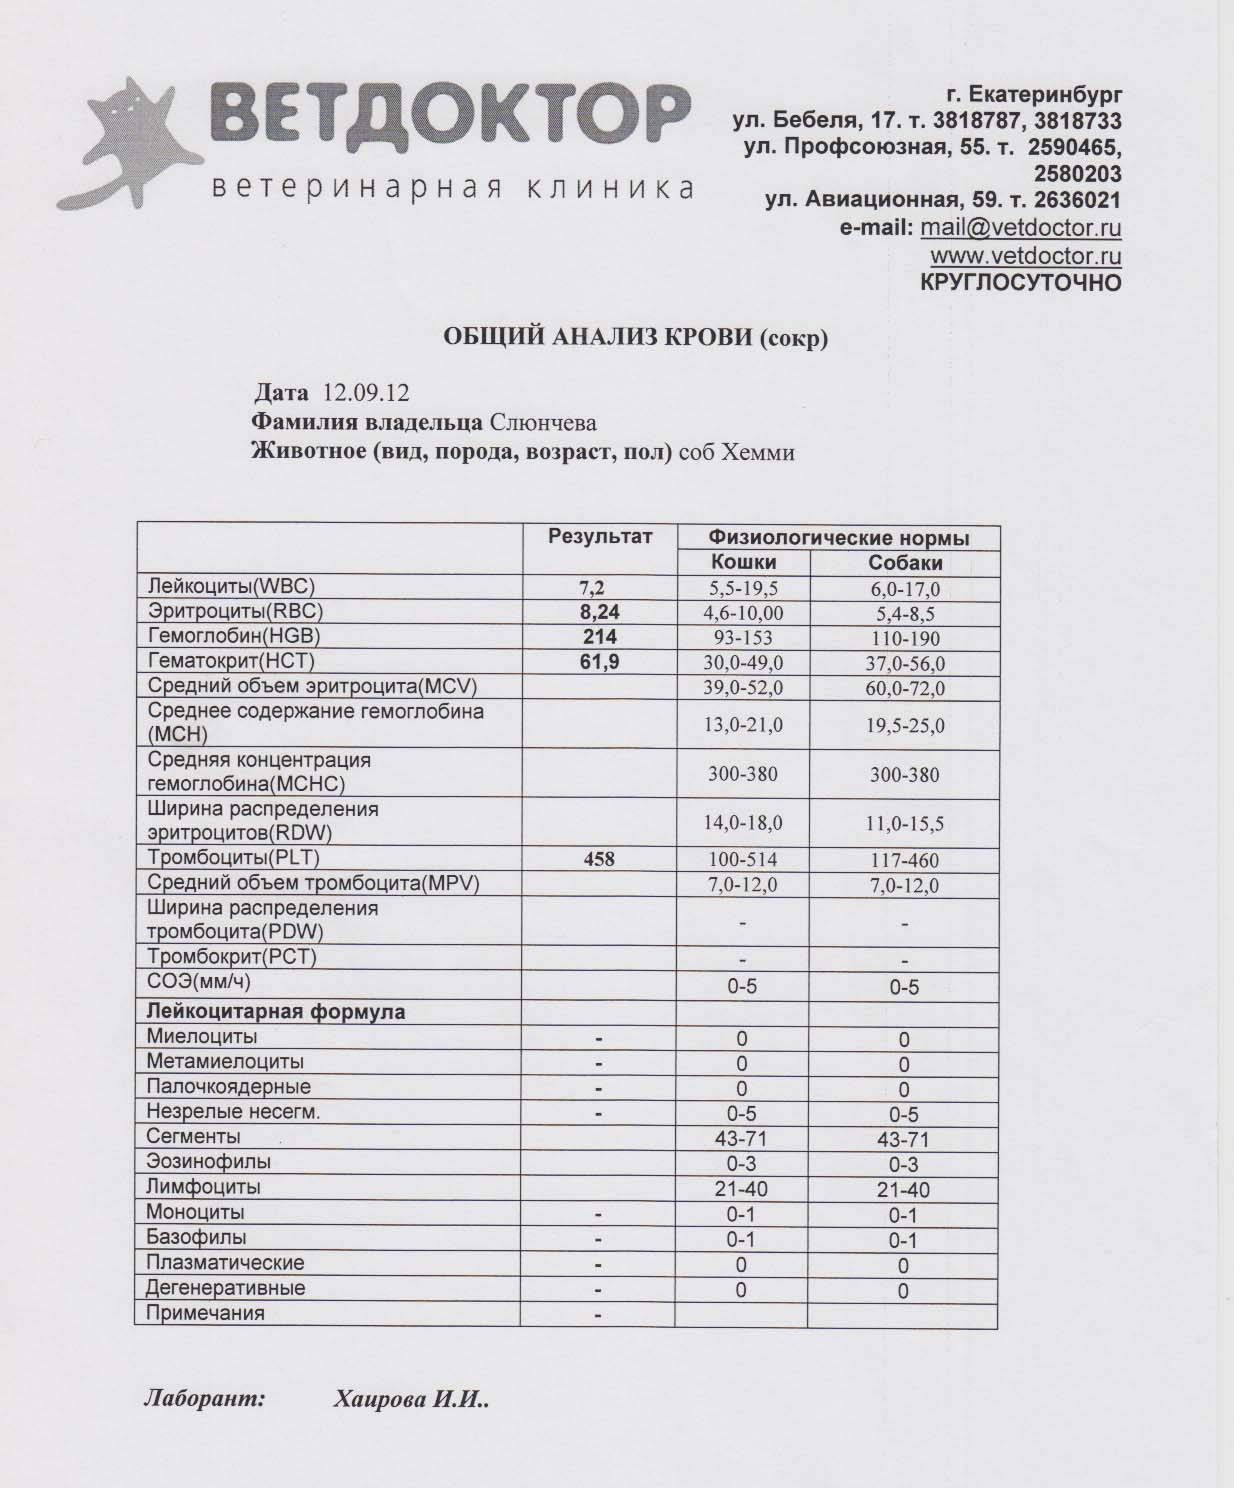 ВЕТДОКТОР
ветеринарная клиника
г. Екатеринбург
ул. Бебеля, 17. т. 3818787, 3818733
ул. Профсоюзная, 55. т. 2590465,
2580203
ул. Авиационная, 59. т. 2636021
e-mail: mail@vetdoctor.ru
www.vetdoctor.ru
КРУГЛОСУТОЧНО
ОБЩИЙ АНАЛИЗ КРОВИ (сокр)
Дата 12.09.12
Фамилия владельца Слюнчева
Животное (вид, порода, возраст, пол) соб Хемми
Результат Физиологические нормы
Кошки Собаки
Лейкоциты(WBC) 7,2 5,5-19,5 6,0-17,0
Эритроциты(RBC) 8,24 4,6-10,00 5,4-8,5
Гемоглобин(HGB) 214 93-153 110-190
Гематокрит(HCT) 61,9 30,0-49,0 37,0-56,0
Средний объем эритроцита(MCV) 39,0-52,0 60,0-72,0
Среднее содержание гемоглобина
(MCH) 13,0-21,0 19,5-25,0
Средняя концентрация
гемоглобина(MCHC) 300-380 300-380
Ширина распределения
эритроцитов(RDW) 14,0-18,0 11,0-15,5
Тромбоциты(PLT) 458 100-514 117-460
Средний объем тромбоцита(MPV) 7,0-12,0 7,0-12,0
Ширина распределения
тромбоцита(PDW) - -
Тромбокрит(PCT) - -
СОЭ(мм/ч) 0-5 0-5
Лейкоцитарная формула
Миелоциты - 0 0
Метамиелоциты - 0 0
Палочкоядерные - 0 0
Незрелые несегм. - 0-5 0-5
Сегменты 43-71 43-71
Эозинофилы 0-3 0-3
Лимфоциты 21-40 21-40
Моноциты - 0-1 0-1
Базофилы - 0-1 0-1
Плазматические - 0 0
Дегенеративные - 0 0
Примечания -
Лаборант: Хаирова И.И..